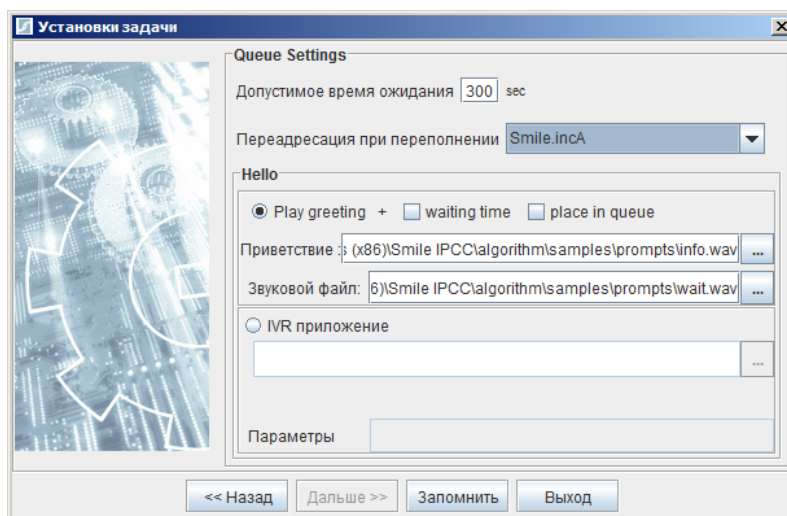 Установки задачи
Queue Settings
Допустимое время ожидания 300 sec
Переадресация при переполнении Smile.incA
Hello
Play greeting + waiting time place in queue
Приветствие : s (x86)\Smile IPCC\algorithm\samples\prompts\info.wav ...
Звуковой файл: 6)\Smile IPCC\algorithm\samples\prompts\wait.wav ...
IVR приложение
...
Параметры
<< Назад Дальше >> Запомнить Выход